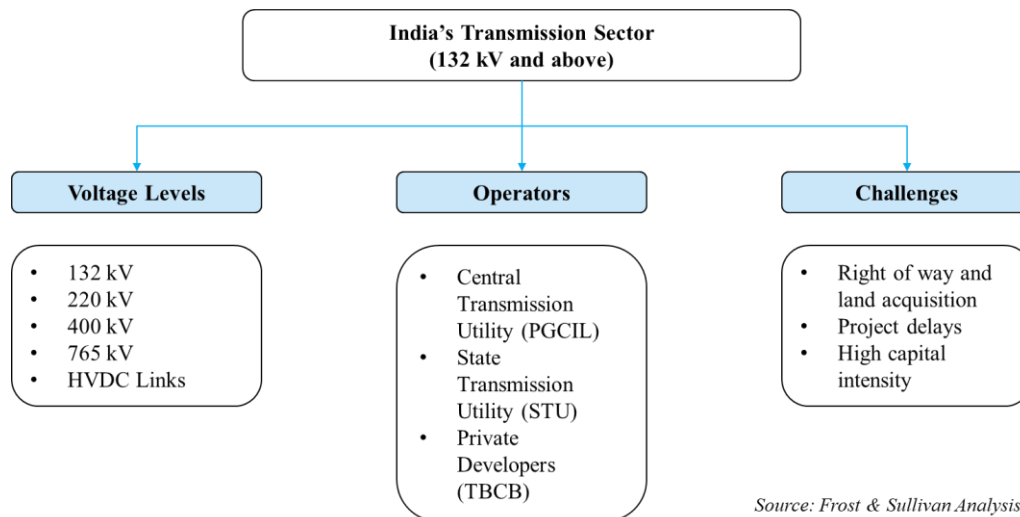 India's Transmission Sector
(132 kV and above)
Voltage Levels
• 132 kV
• 220 kV
• 400 kV
• 765 kV
• HVDC Links
Operators
• Central
Transmission
Utility (PGCIL)
• State
Transmission
Utility (STU)
• Private
Developers
(TBCB)
Challenges
• Right of way and
land acquisition
• Project delays
• High capital
intensity
Source: Frost & Sullivan Analysis